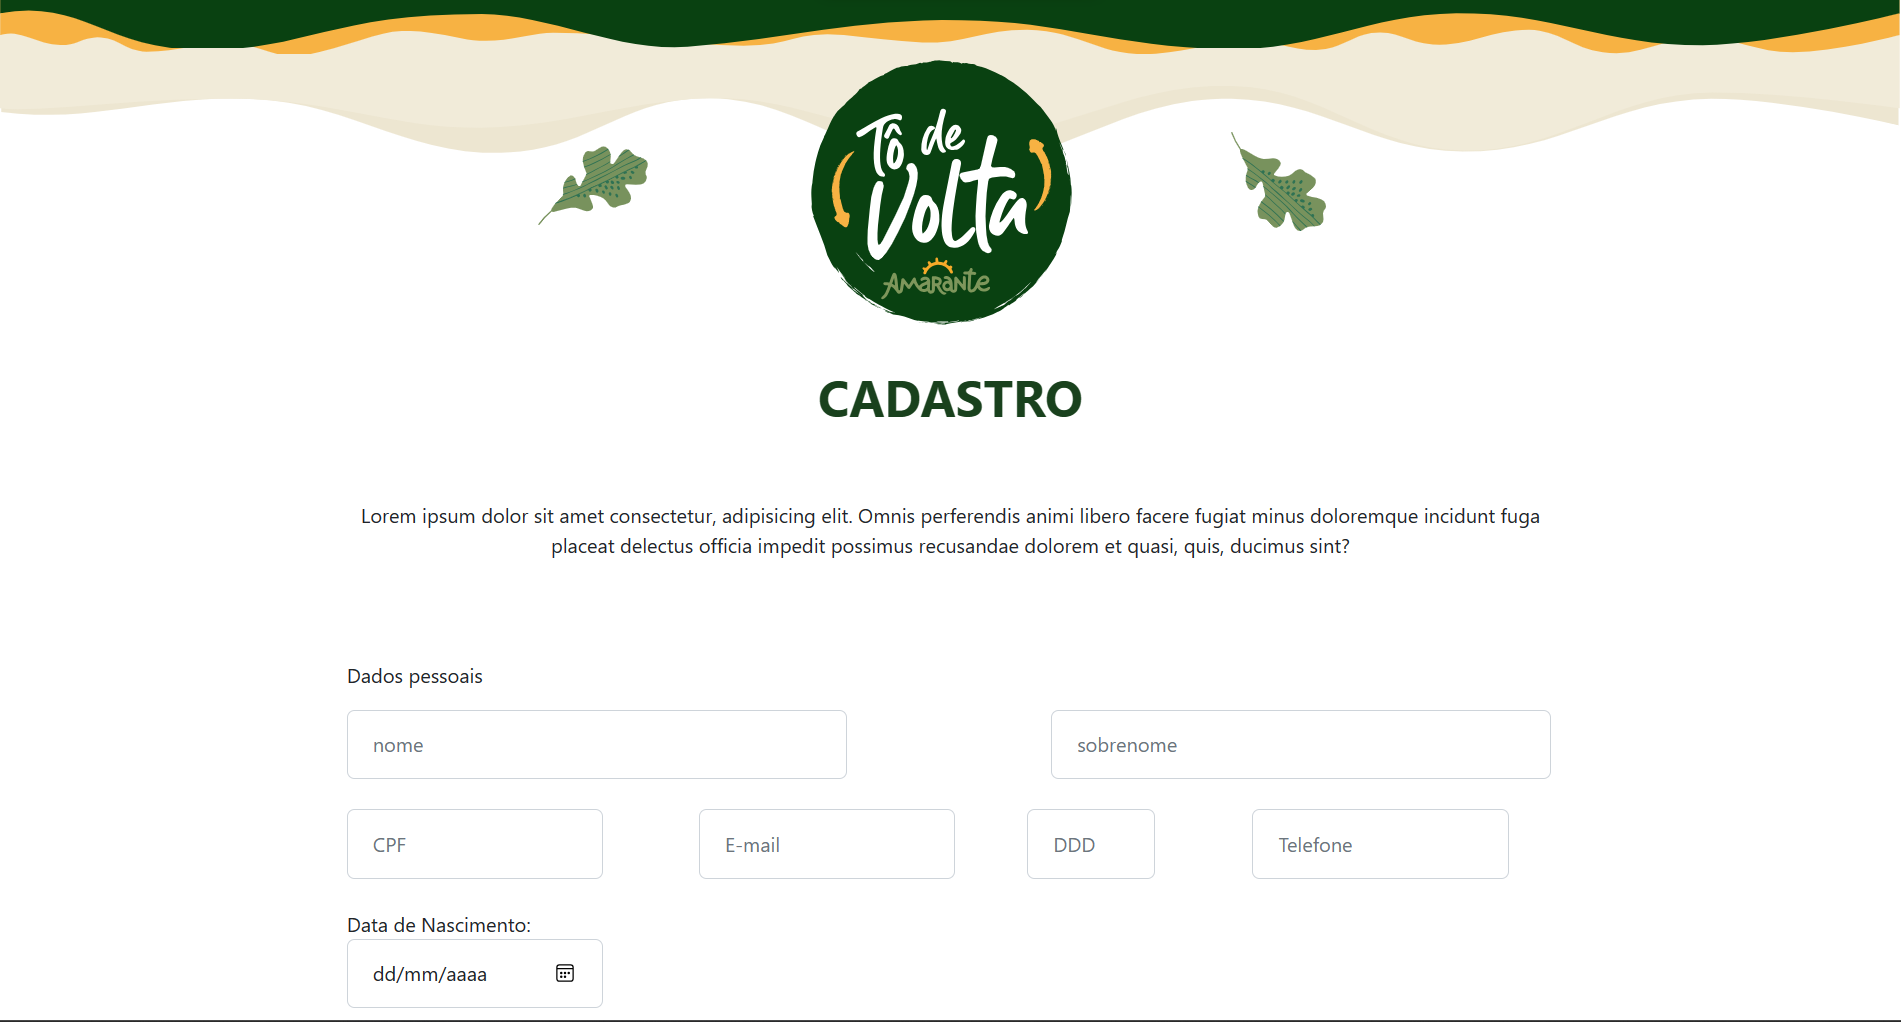 Tô de
Volta
AMARANTE
CADASTRO
Lorem ipsum dolor sit amet consectetur, adipisicing elit. Omnis perferendis animi libero facere fugiat minus doloremque incidunt fuga
placeat delectus officia impedit possimus recusandae dolorem et quasi, quis, ducimus sint?
Dados pessoais
nome
sobrenome
CPF
E-mail
DDD
Telefone
Data de Nascimento:
dd/mm/aaaa